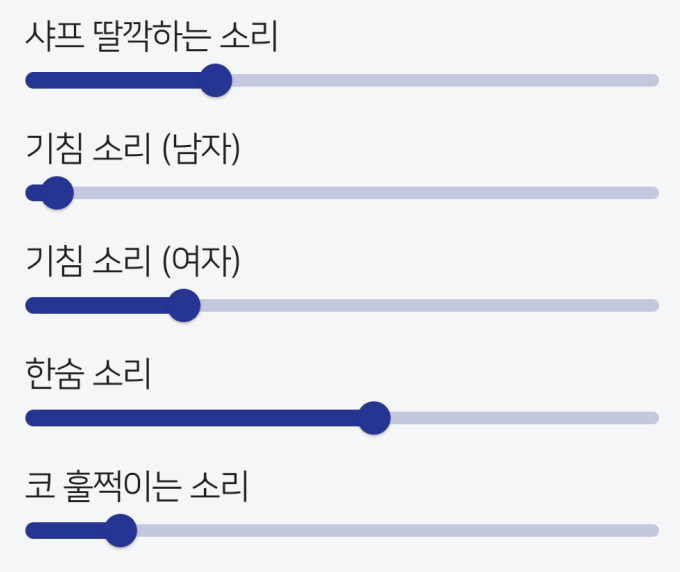 샤프 딸깍하는 소리
기침 소리 (남자)
기침 소리 (여자)
한숨 소리
코 훌쩍이는 소리